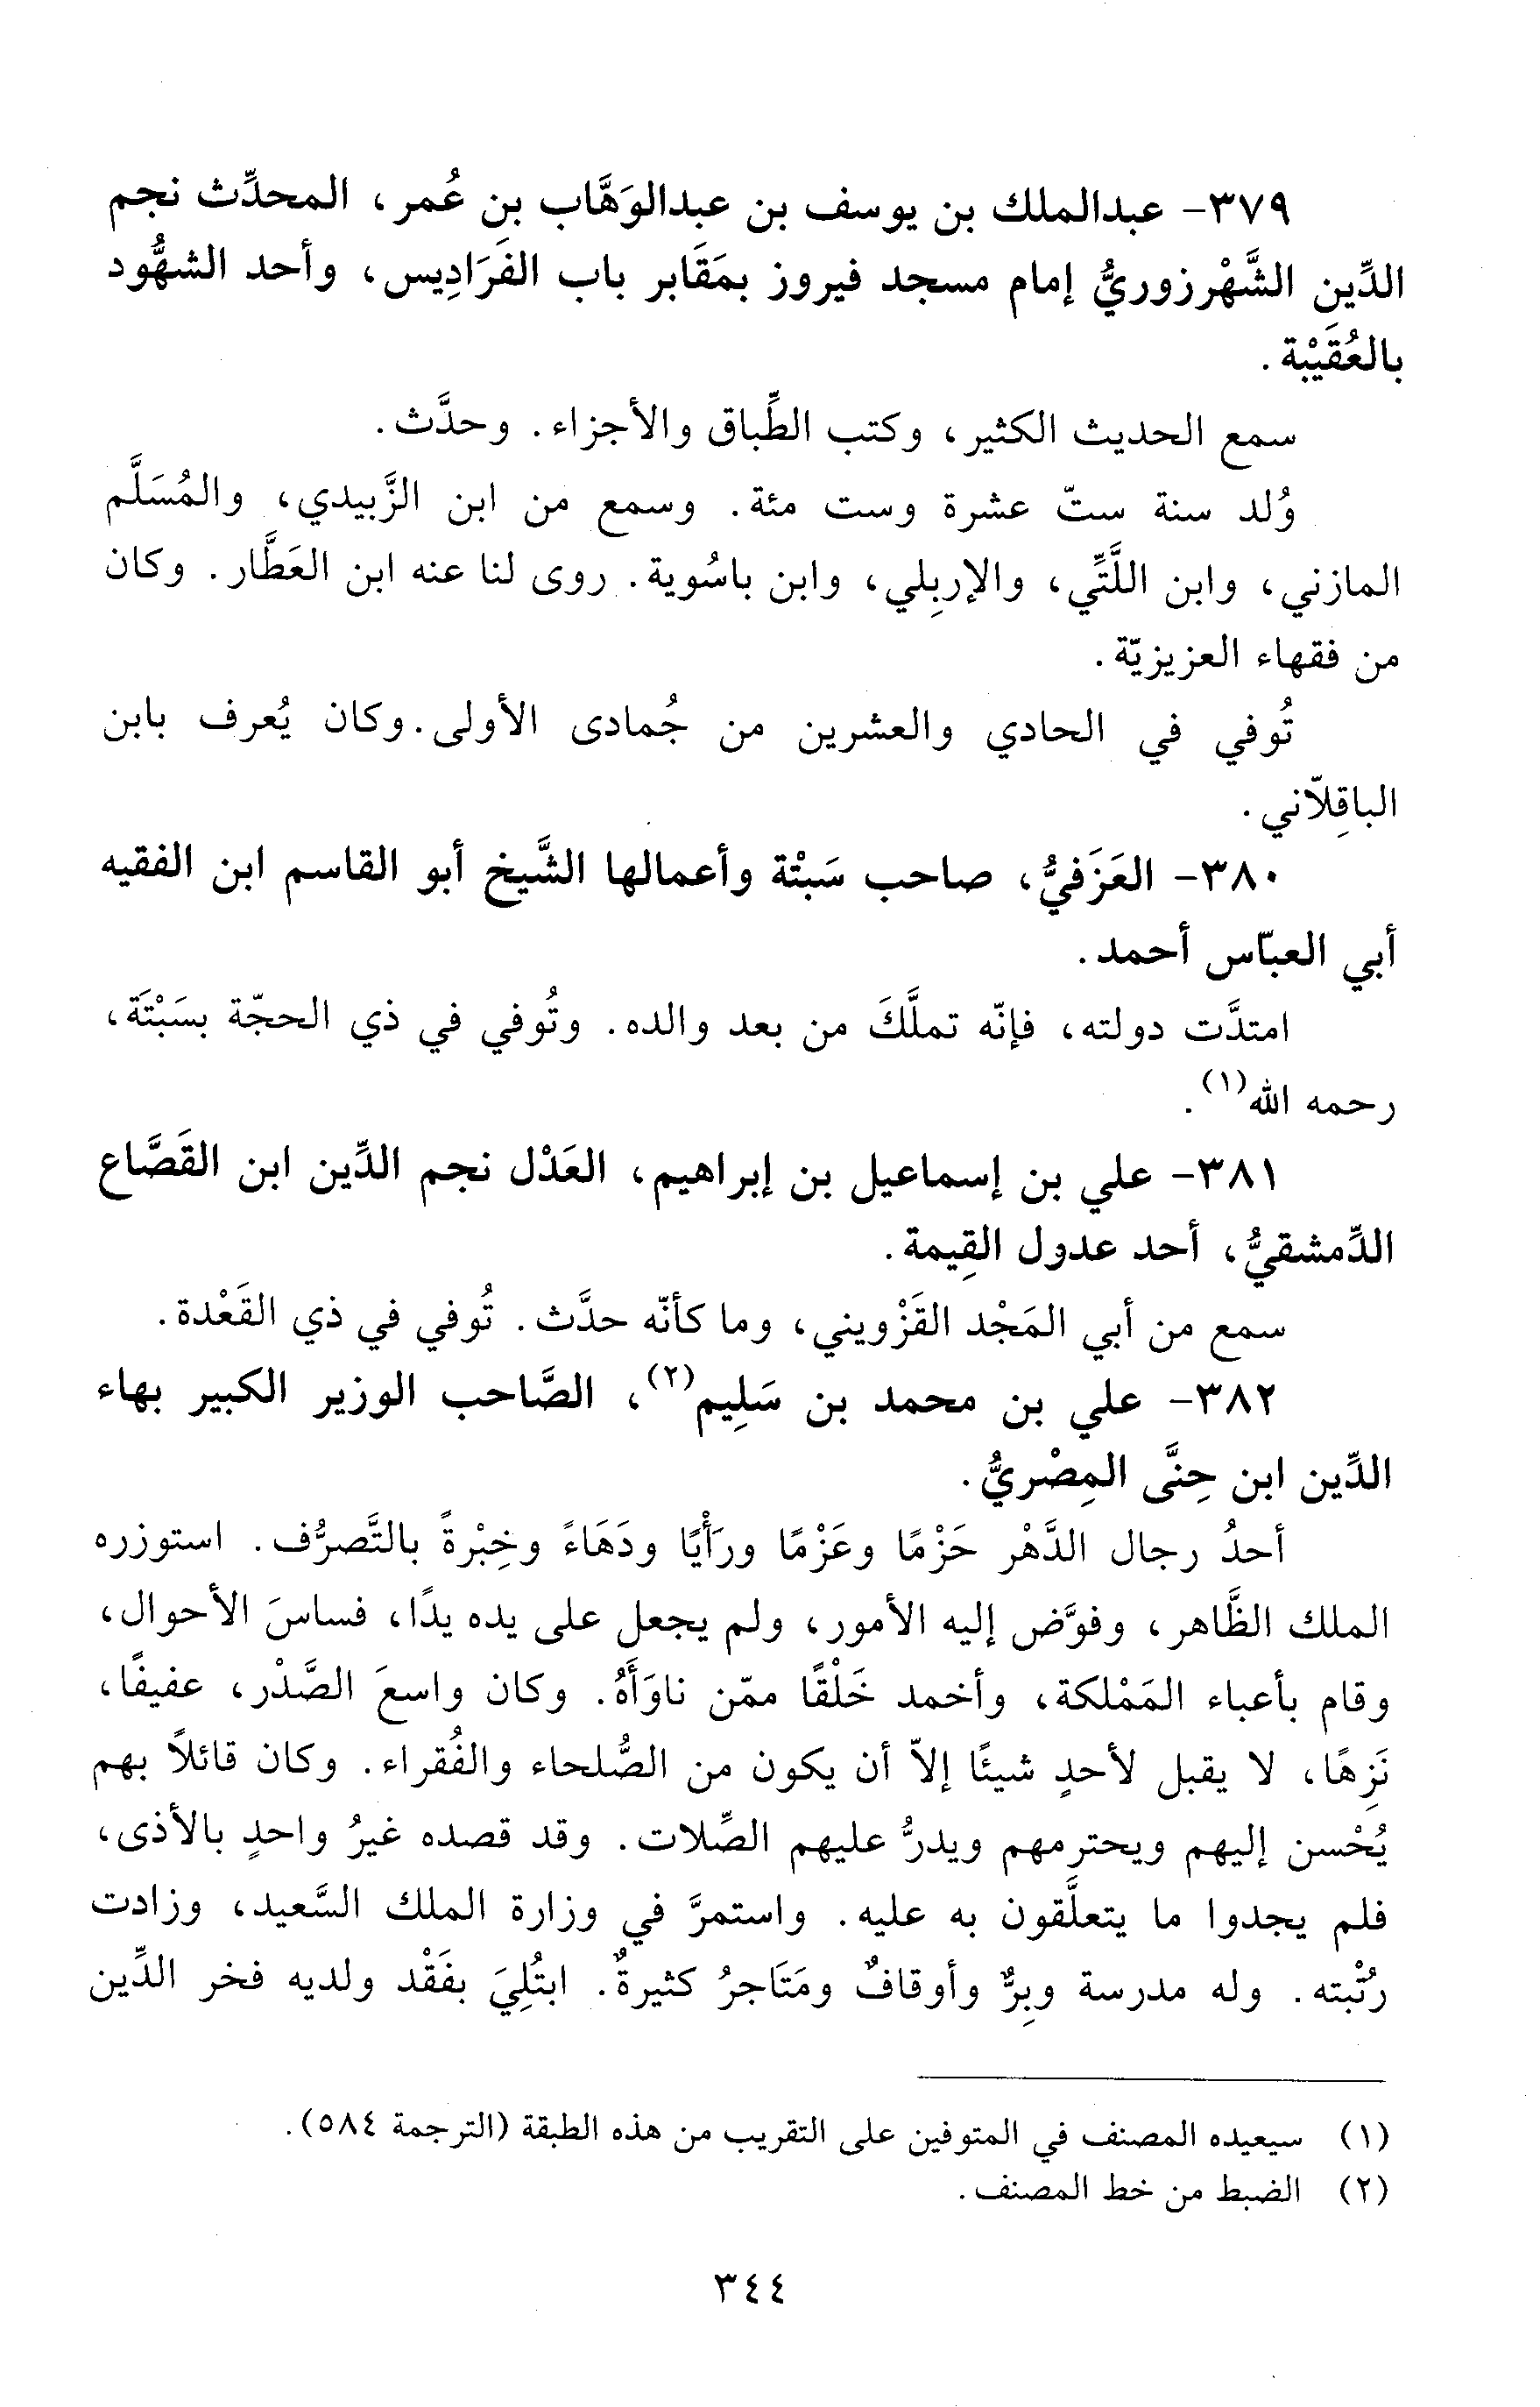 ٣٧٩- عبدالملك بن يوسف بن عبدالوَهَّاب بن عُمر، المحدِّث نجم
الدِّين الشَّهْرزوريُّ إمام مسجد فيروز بمَقَابر باب الفَرَادِيس، وأحد الشهُّود
بالعُقَيْبة.
سمع الحديث الكثير، وكتب الطِّباق والأجزاء. وحدَّث.
وُلد سنة ستّ عشرة وست مئة. وسمع من ابن الزَّبيدي، والمُسَلَّم
المازني، وابن اللَّتِّي، والإربِلي، وابن باسُوية. روى لنا عنه ابن العَطَّار. وكان
من فقهاء العزيزيّة.
تُوفي في الحادي والعشرين من جُمادى الأولى. وكان يُعرف بابن
الباقِلاّني.
٣٨٠- العَزَفيُّ، صاحب سَبْتة وأعمالها الشَّيخ أبو القاسم ابن الفقيه
أبي العبّاس أحمد.
امتدَّت دولته، فإنّه تملَّكَ من بعد والده. وتُوفي في ذي الحجّة بسَبْتَة،
رحمه الله(١).
٣٨١- علي بن إسماعيل بن إبراهيم، العَدْل نجم الدِّين ابن القَصَّاع
الدِّمشقيُّ، أحد عدول القِيمة.
سمع من أبي المَجْد القَزْويني، وما كأنّه حدَّث. تُوفي في ذي القَعْدة.
٣٨٢- علي بن محمد بن سَلِيم(٢)، الصَّاحب الوزير الكبير بهاء
الدِّين ابن حِنَّى المِصْريُّ.
أحدُ رجال الدَّهْر حَزْمًا وعَزْمًا ورَأْيًا ودَهَاءً وخِبْرةً بالتَّصرُّف. استوزره
الملك الظَّاهر، وفوَّض إليه الأمور، ولم يجعل على يده يدًا، فساسَ الأحوال،
وقام بأعباء المَمْلكة، وأخمد خَلْقًا ممّن ناوَأَهُ. وكان واسعَ الصَّدْر، عفيفًا،
نَزِهًا، لا يقبل لأحدٍ شيئًا إلاّ أن يكون من الصُّلحاء والفُقراء. وكان قائلاً بهم
يُحْسن إليهم ويحترمهم ويدرُّ عليهم الصِّلات. وقد قصده غيرُ واحدٍ بالأذى،
فلم يجدوا ما يتعلَّقون به عليه. واستمرَّ في وزارة الملك السَّعيد، وزادت
رُتْبته. وله مدرسة وبِرٌّ وأوقافٌ ومَتَاجرُ كثيرةٌ. ابتُلِيَ بفَقْد ولديه فخر الدِّين
(١) سيعيده المصنف في المتوفين على التقريب من هذه الطبقة (الترجمة ٥٨٤).
(٢) الضبط من خط المصنف.
٣٤٤